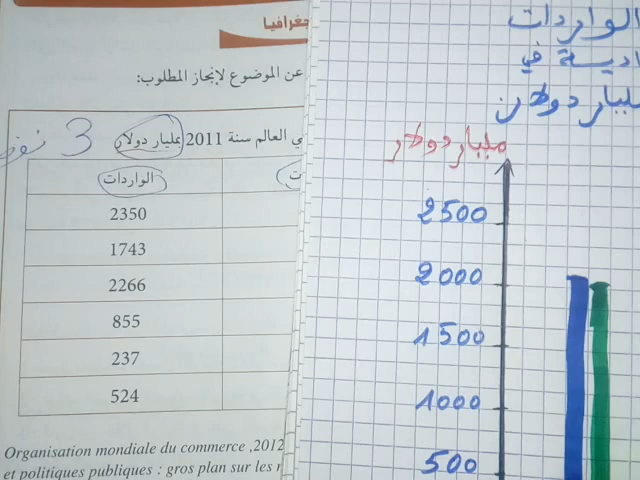 جغرافيا
عن الموضوع لإنجاز المطلوب:
في العالم سنة 2011 بمليار دولار
3
الواردات
2350
1743
2266
855
237
524
Organisation mondiale du commerce ,2012
et politiques publiques : gros plan sur les
الواردات
في
مليار دولار
مليار دولار
2500
2000
1500
1000
500